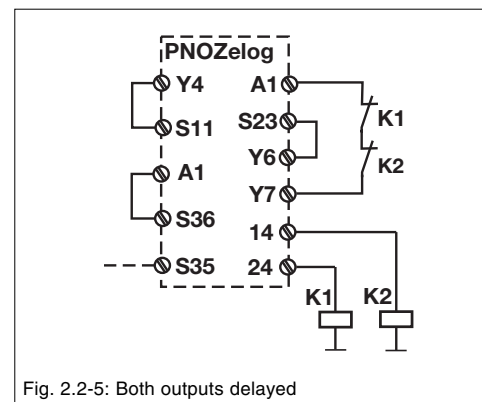 PNOZelog
Y4 A1
S11 S23 K1
A1 Y6 K2
S36 Y7
14
S35 24
K1 K2
Fig. 2.2-5: Both outputs delayed